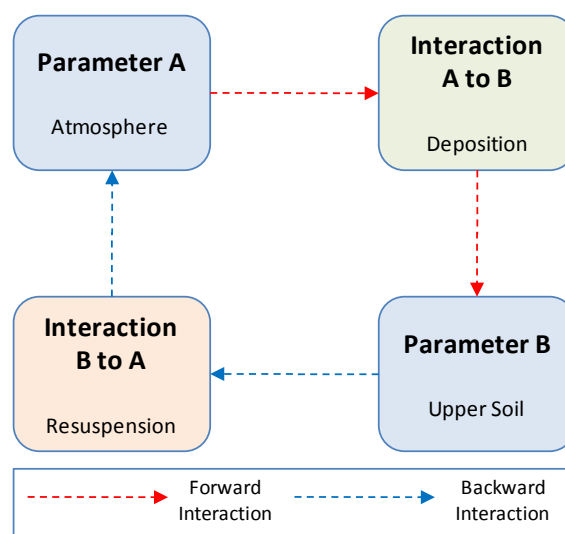 Parameter A
Atmosphere
Interaction
A to B
Deposition
Interaction
B to A
Resuspension
Parameter B
Upper Soil
Forward
Interaction
Backward
Interaction